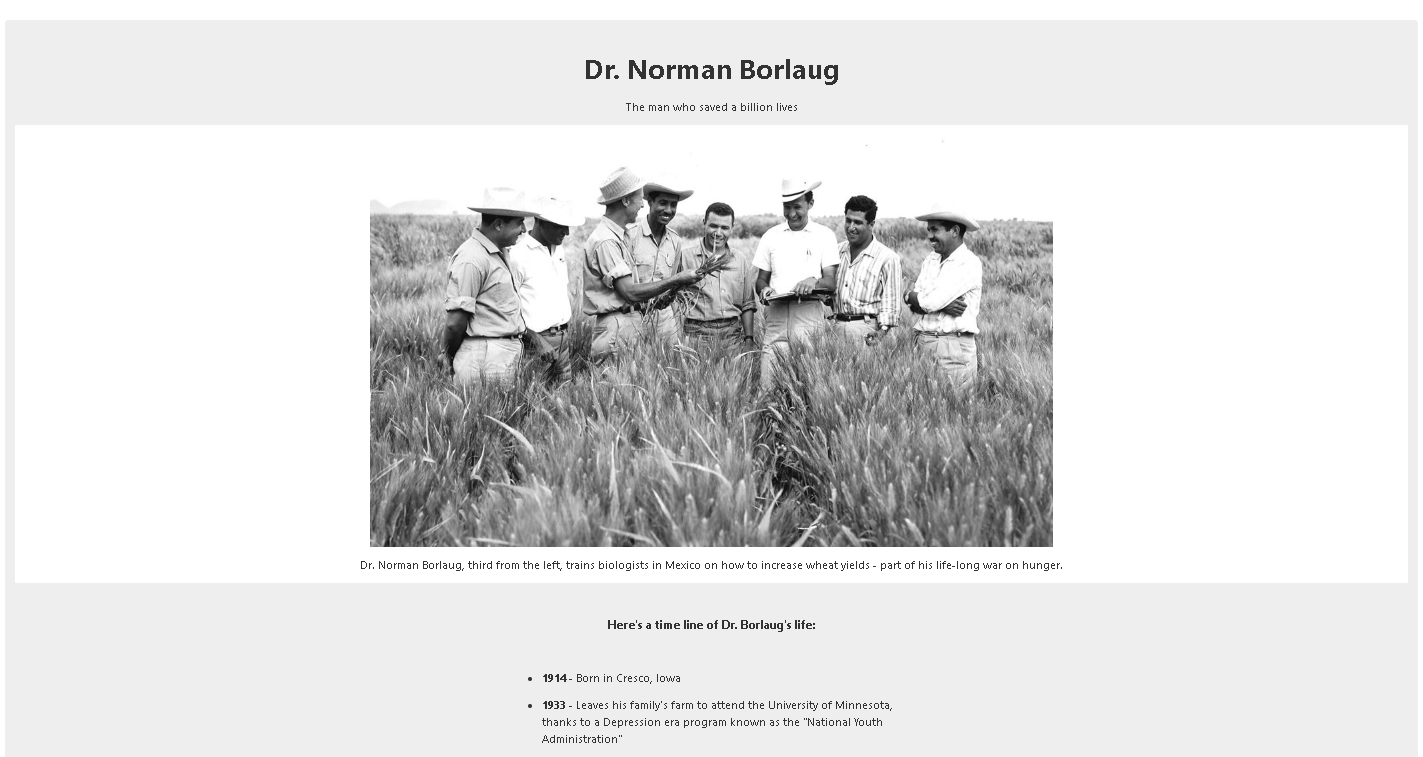 Dr. Norman Borlaug
The man who saved a billion lives
Dr. Norman Borlaug, third from the left, trains biologists in Mexico on how to increase wheat yields - part of his life-long war on hunger.
Here's a time line of Dr. Borlaug's life:
1914 - Born in Cresco, Iowa
1933 - Leaves his family's farm to attend the University of Minnesota,
thanks to a Depression era program known as the "National Youth
Administration"